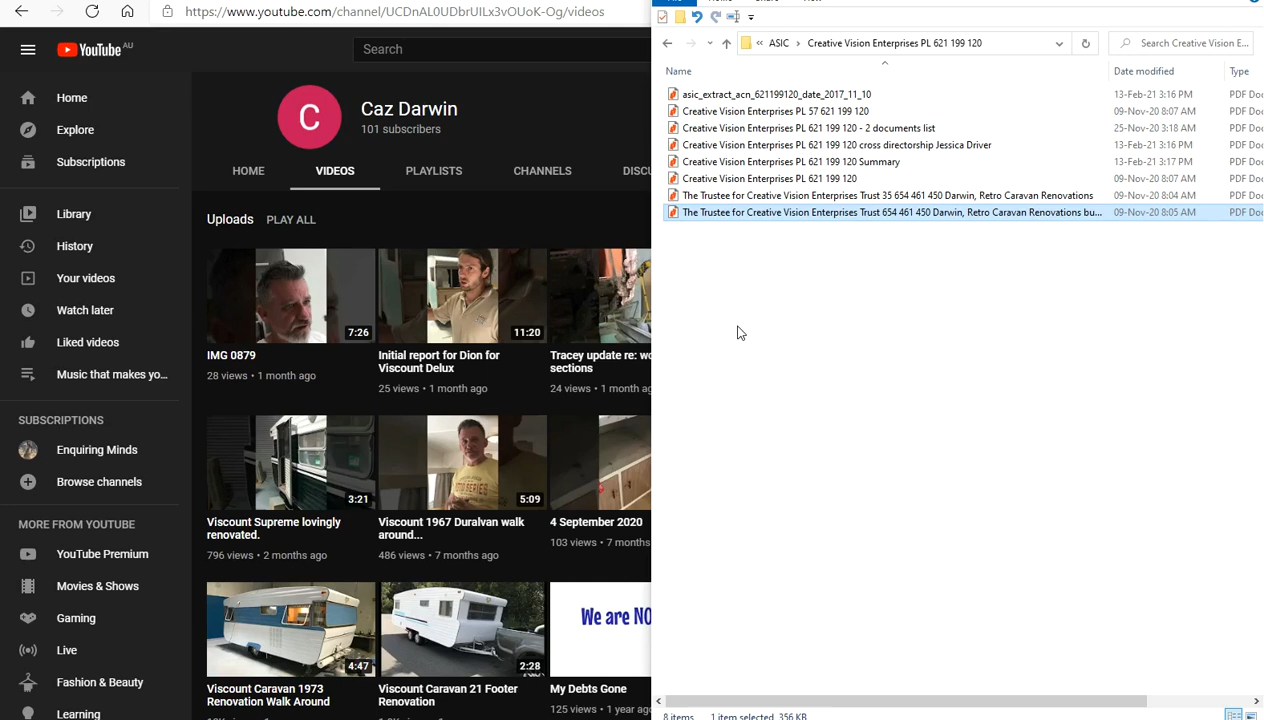 https://www.youtube.com/channel/UCDnAL0UDbrUILx3vOUoK-Og/videos
YouTube AU
Search
Home
Explore
Subscriptions
Library
History
Your videos
Watch later
Liked videos
Music that makes yo...
SUBSCRIPTIONS
Enquiring Minds
Browse channels
MORE FROM YOUTUBE
YouTube Premium
Movies & Shows
Gaming
Live
Fashion & Beauty
Learning
C
Caz Darwin
101 subscribers
HOME VIDEOS PLAYLISTS CHANNELS DISCU
Uploads PLAY ALL
7:26
11:20
IMG 0879
28 views • 1 month ago
Initial report for Dion for
Viscount Delux
25 views • 1 month ago
Tracey update re: wo
sections
24 views • 1 month ago
3:21
5:09
Viscount Supreme lovingly
renovated.
796 views • 2 months ago
Viscount 1967 Duralvan walk
around...
486 views • 7 months ago
4 September 2020
103 views • 7 months
4:47
2:28
We are NO
Viscount Caravan 1973
Renovation Walk Around
Viscount Caravan 21 Footer
Renovation
My Debts Gone
125 views • 1 year ago
« ASIC › Creative Vision Enterprises PL 621 199 120
Search Creative Vision E...
Name Date modified Type
asic_extract_acn_621199120_date_2017_11_10 13-Feb-21 3:16 PM PDF Doc
Creative Vision Enterprises PL 57 621 199 120 09-Nov-20 8:07 AM PDF Doc
Creative Vision Enterprises PL 621 199 120 - 2 documents list 25-Nov-20 3:18 AM PDF Doc
Creative Vision Enterprises PL 621 199 120 cross directorship Jessica Driver 13-Feb-21 3:16 PM PDF Doc
Creative Vision Enterprises PL 621 199 120 Summary 13-Feb-21 3:17 PM PDF Doc
Creative Vision Enterprises PL 621 199 120 09-Nov-20 8:07 AM PDF Doc
The Trustee for Creative Vision Enterprises Trust 35 654 461 450 Darwin, Retro Caravan Renovations 09-Nov-20 8:04 AM PDF Doc
The Trustee for Creative Vision Enterprises Trust 654 461 450 Darwin, Retro Caravan Renovations bu... 09-Nov-20 8:05 AM PDF Doc
8 items 1 item selected 356 KB